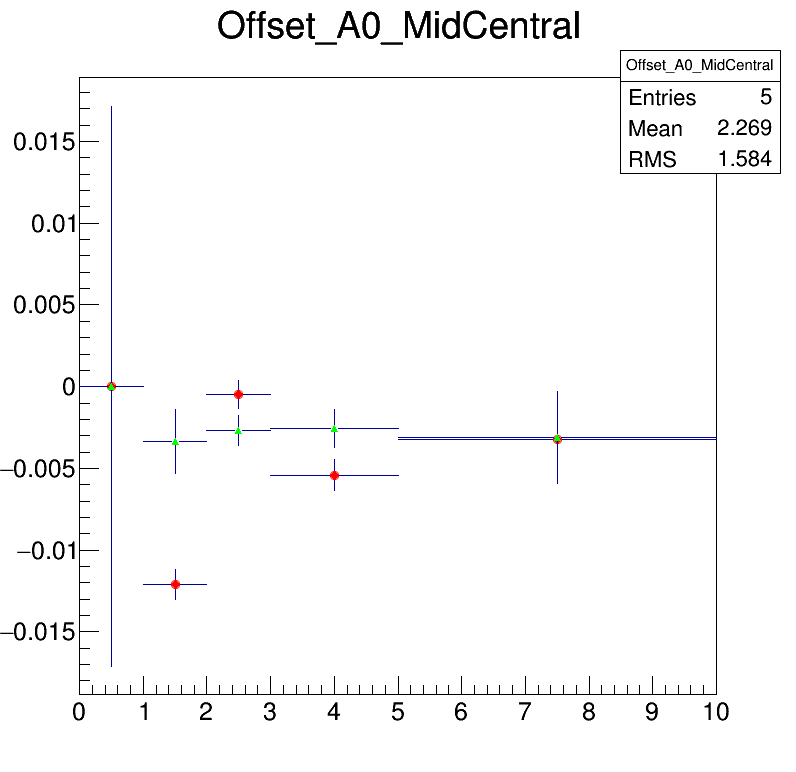 Offset_A0_MidCentral
Offset_A0_MidCentral
Entries 5
Mean 2.269
RMS 1.584
0.015
0.01
0.005
0
−0.005
−0.01
−0.015
0 1 2 3 4 5 6 7 8 9 10